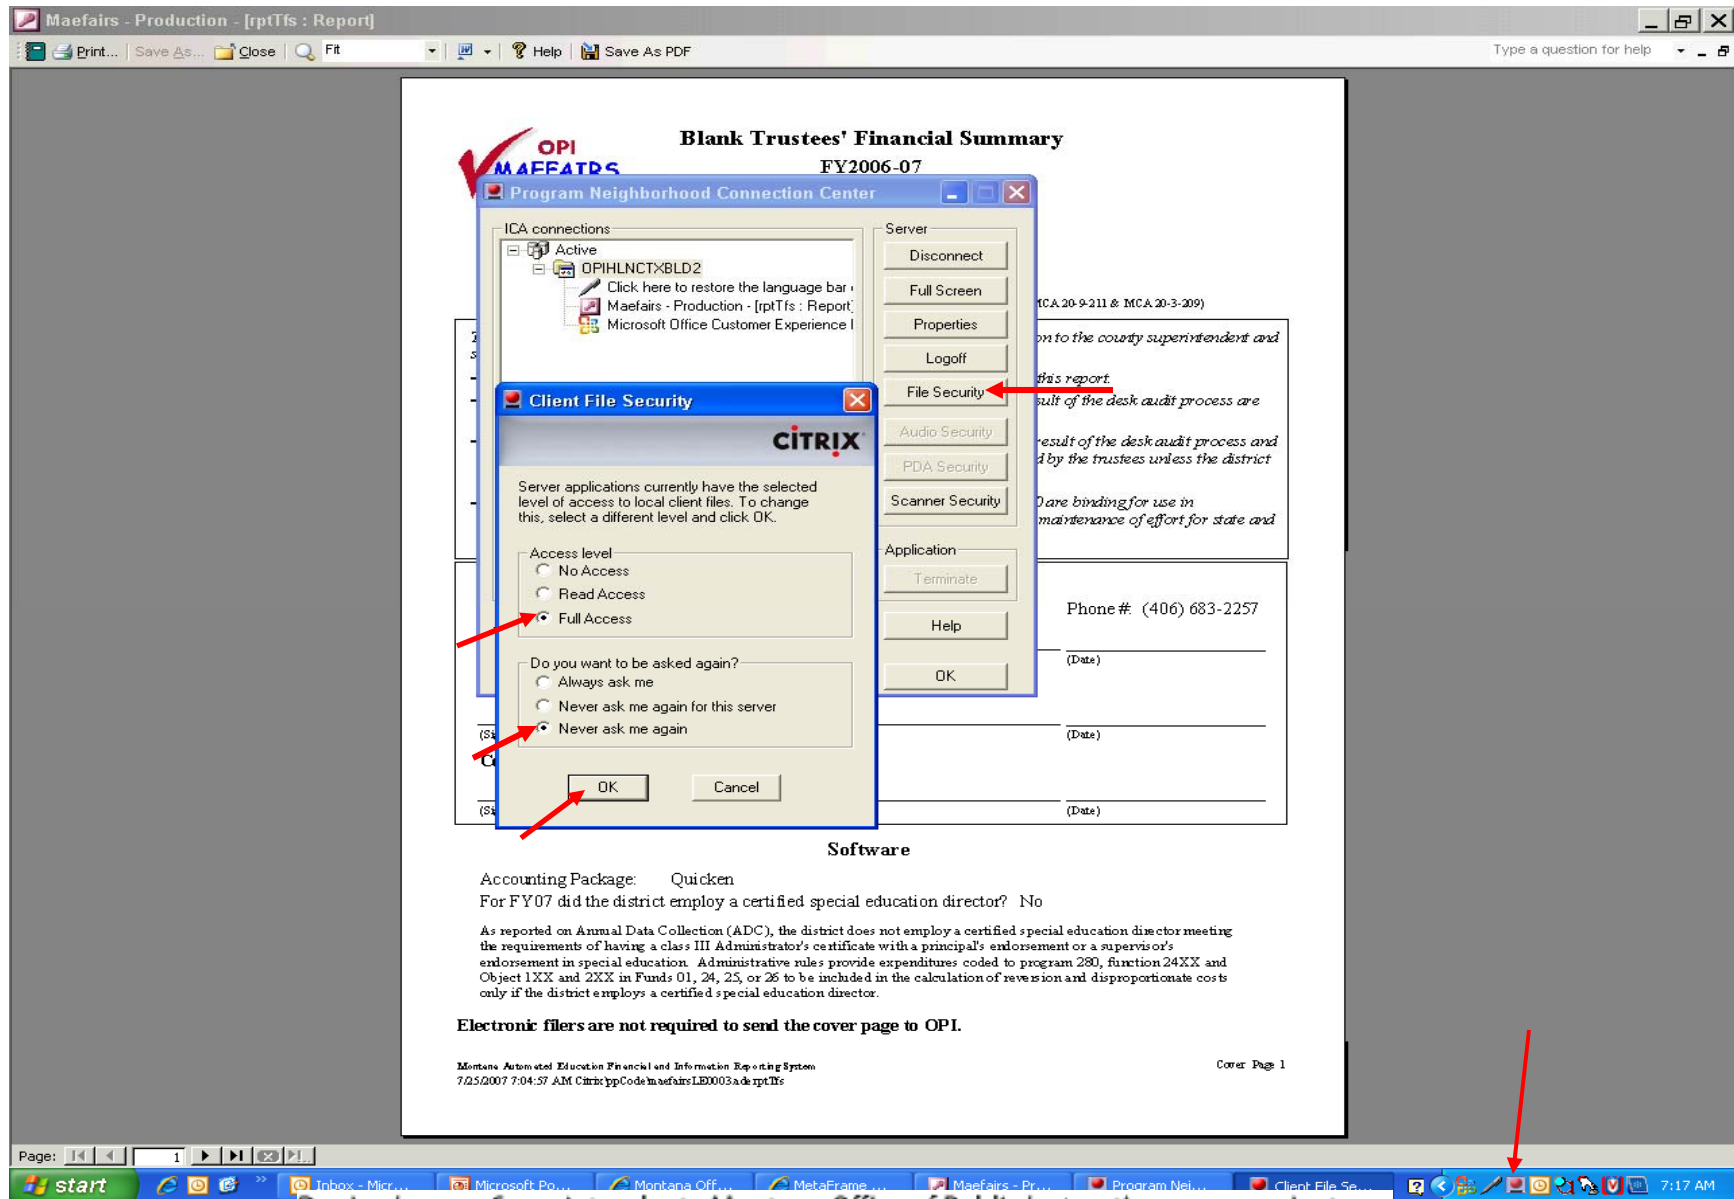 Maefairs - Production - [rptTfs : Report]
Print... Save As... Close Fit Help Save As PDF Type a question for help
OPI
MAEFAIRS
Blank Trustees' Financial Summary
FY2006-07
Program Neighborhood Connection Center
ICA connections
Active
OPIHLNCTXBLD2
Click here to restore the language bar
Maefairs - Production - [rptTfs : Report]
Microsoft Office Customer Experience I
Server
Disconnect
Full Screen
Properties
Logoff
File Security
Audio Security
PDA Security
Scanner Security
Application
Terminate
Help
OK
MCA 20-9-211 & MCA 20-3-209)
on to the county superintendent and
this report.
sult of the desk audit process are
result of the desk audit process and
d by the trustees unless the district
0 are binding for use in
maintenance of effort for state and
Client File Security
CITRIX
Server applications currently have the selected
level of access to local client files. To change
this, select a different level and click OK.
Access level
No Access
Read Access
Full Access
Do you want to be asked again?
Always ask me
Never ask me again for this server
Never ask me again
OK Cancel
Phone #: (406) 683-2257
(Date)
(Date)
(Date)
Software
Accounting Package: Quicken
For FY07 did the district employ a certified special education director? No
As reported on Annual Data Collection (ADC), the district does not employ a certified special education director meeting
the requirements of having a class III Administrator's certificate with a principal's endorsement or a supervisor's
endorsement in special education. Administrative rules provide expenditures coded to program 280, function 24XX and
Object 1XX and 2XX in Funds 01, 24, 25, or 26 to be included in the calculation of reversion and disproportionate costs
only if the district employs a certified special education director.
Electronic filers are not required to send the cover page to OPI.
Montana Automated Education Financial and Information Reporting System
7/25/2007 7:04:57 AM
Cover Page 1
Page: 1
start Inbox - Micr... Microsoft Po... Montana Off... MetaFrame ... Maefairs - Pr... Program Nei... Client File Se... 7:17 AM